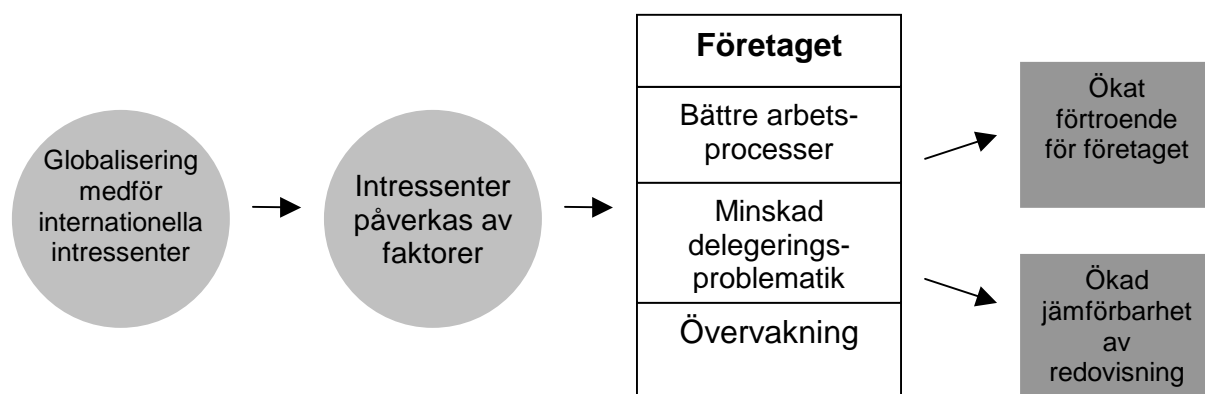 Globalisering
medför
internationella
intressenter
Intressenter
påverkas av
faktorer
Företaget
Bättre arbets-
processer
Minskad
delegerings-
problematik
Övervakning
Ökat
förtroende
för företaget
Ökad
jämförbarhet
av
redovisning